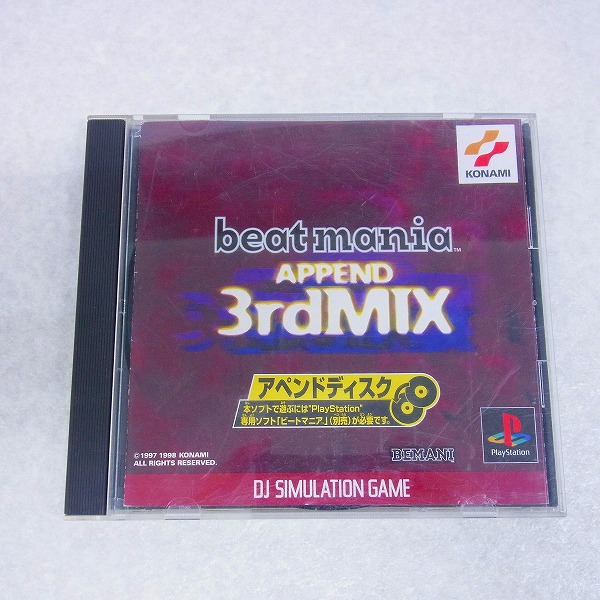 KONAMI
beatmania™
APPEND
3rdMIX
アペンドディスク
本ソフトで遊ぶには"PlayStation"
専用ソフト「ビートマニア」(別売)が必要です。
©1997 1998 KONAMI
ALL RIGHTS RESERVED.
BEMANI
PlayStation
DJ SIMULATION GAME